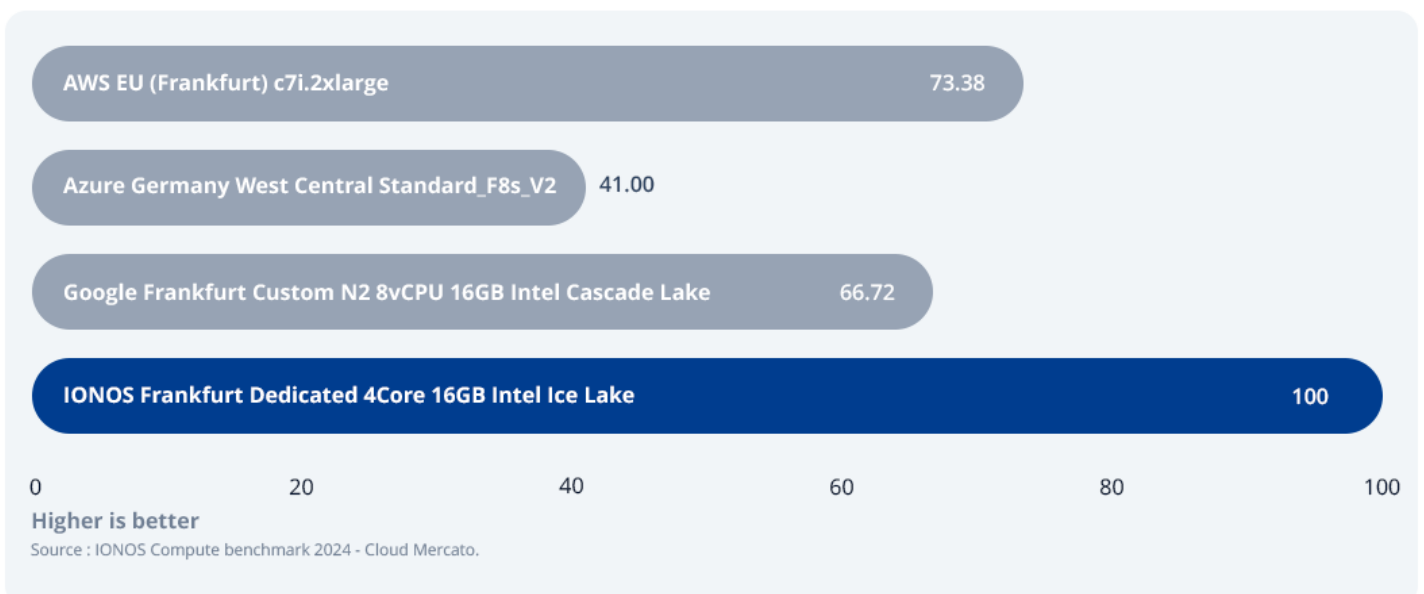 AWS EU (Frankfurt) c7i.2xlarge 73.38
Azure Germany West Central Standard_F8s_V2 41.00
Google Frankfurt Custom N2 8vCPU 16GB Intel Cascade Lake 66.72
IONOS Frankfurt Dedicated 4Core 16GB Intel Ice Lake 100
0 20 40 60 80 100
Higher is better
Source : IONOS Compute benchmark 2024 - Cloud Mercato.